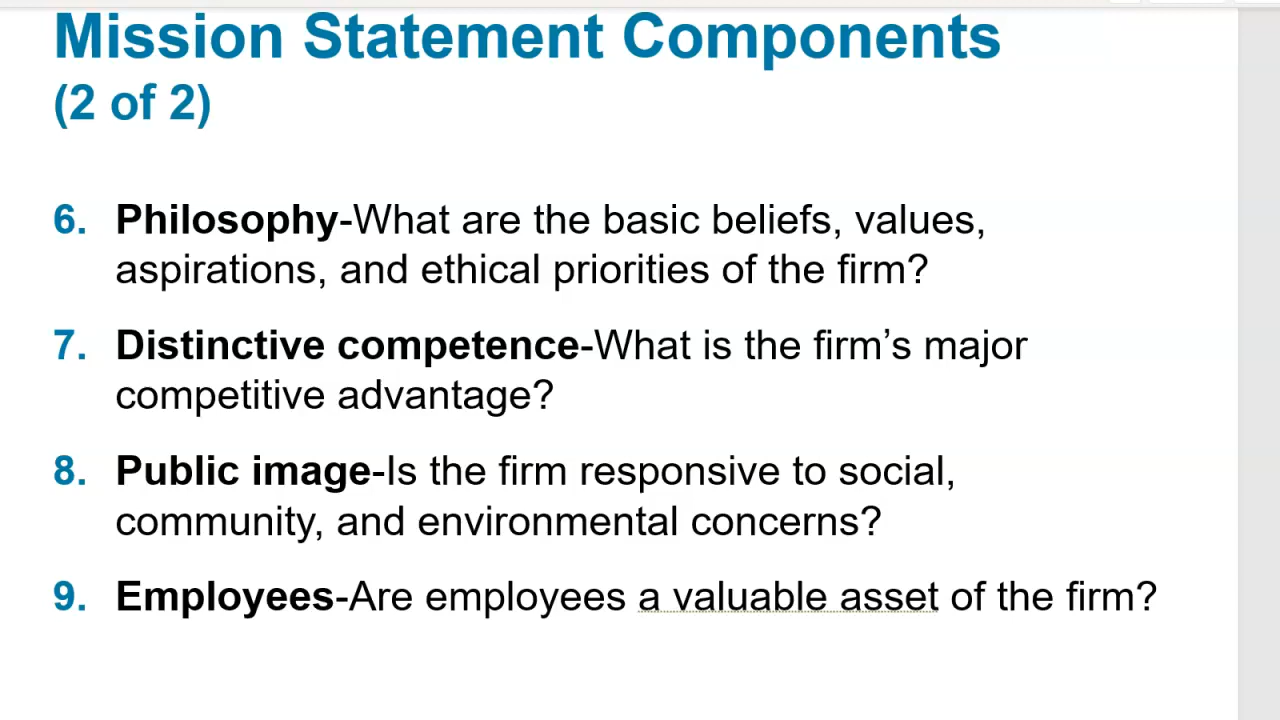 Mission Statement Components
(2 of 2)
6. Philosophy-What are the basic beliefs, values,
aspirations, and ethical priorities of the firm?
7. Distinctive competence-What is the firm’s major
competitive advantage?
8. Public image-Is the firm responsive to social,
community, and environmental concerns?
9. Employees-Are employees a valuable asset of the firm?